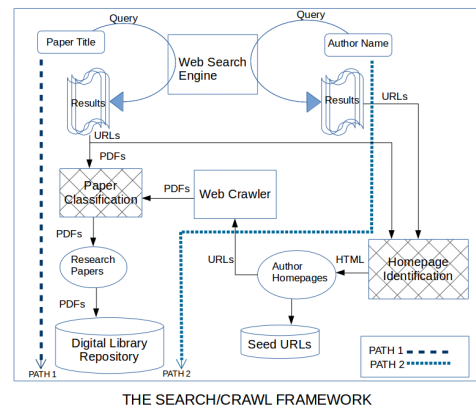 Query
Query
Paper Title
Author Name
Web Search
Engine
Results
Results
URLs
URLs
PDFs
PDFs
Paper
Classification
PDFs
Web Crawler
PDFs
URLs
HTML
Research
Papers
Author
Homepages
Homepage
Identification
PDFs
Digital Library
Repository
Seed URLs
PATH 1
PATH 2
PATH 1
PATH 2
THE SEARCH/CRAWL FRAMEWORK